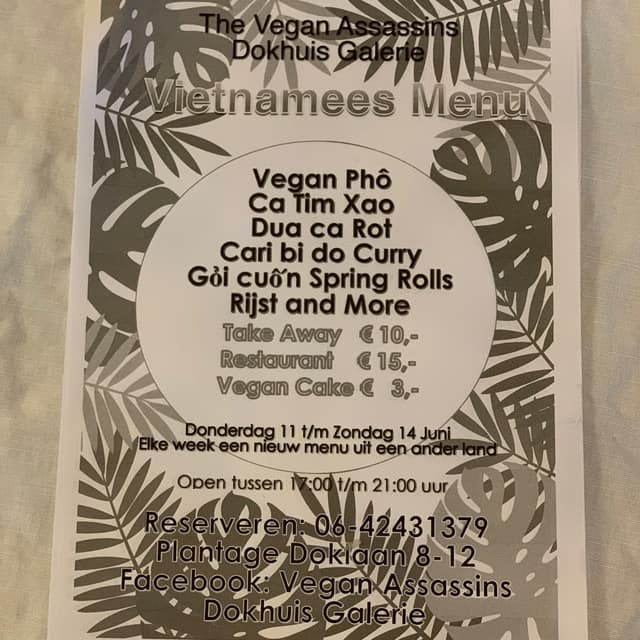 The Vegan Assassins
Dokhuis Galerie
Vietnamees Menu
Vegan Phô
Ca Tim Xao
Dua ca Rot
Cari bi do Curry
Gỏi cuốn Spring Rolls
Rijst and More
Take Away € 10,-
Restaurant € 15,-
Vegan Cake € 3,-
Donderdag 11 t/m Zondag 14 Juni
Elke week een nieuw menu uit een ander land
Open tussen 17:00 t/m 21:00 uur
Reserveren: 06-42431379
Plantage Doklaan 8-12
Facebook: Vegan Assassins
Dokhuis Galerie